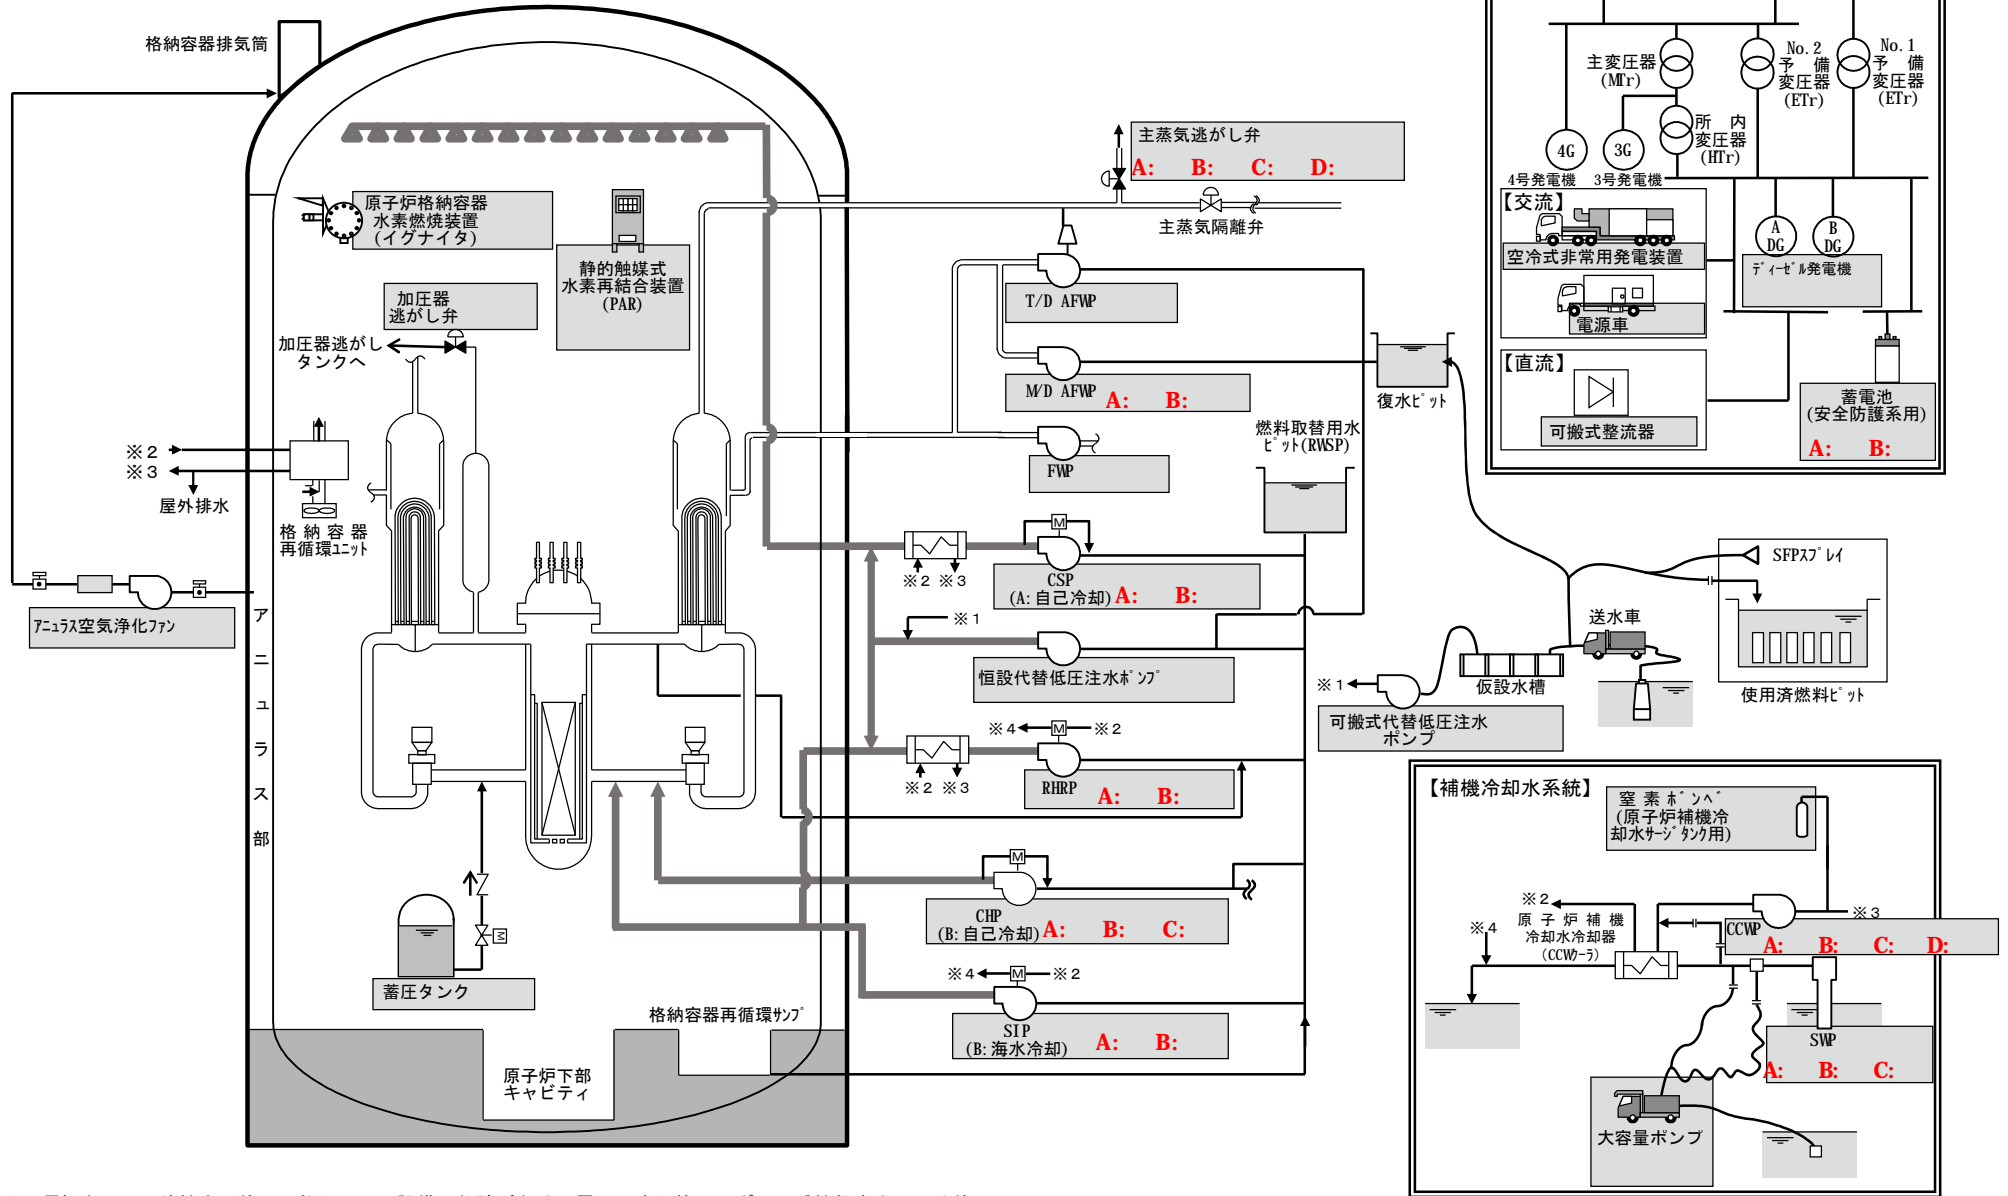 格納容器排気筒
原子炉格納容器
水素燃焼装置
(イグナイタ)
静的触媒式
水素再結合装置
(PAR)
加圧器
逃がし弁
加圧器逃がし
タンクへ
※2
※3
屋外排水
格納容器
再循環ユニット
アニュラス空気浄化ファン
アニュラス部
蓄圧タンク
原子炉下部
キャビティ
格納容器再循環サンプ
主蒸気逃がし弁
A: B: C: D:
主蒸気隔離弁
T/D AFWP
M/D AFWP
A: B:
FWP
復水ピット
燃料取替用水
ピット(RWSP)
M
※2 ※3
CSP
(A:自己冷却) A: B:
※1
恒設代替低圧注水ポンプ
※4 M ※2
※2 ※3
RHRP
A: B:
M
CHP
(B:自己冷却) A: B: C:
※4 M ※2
SIP
(B:海水冷却) A: B:
M
主変圧器
(MTr)
No.2
予備
変圧器
(ETr)
No.1
予備
変圧器
(ETr)
所内
変圧器
(HTr)
4G
3G
4号発電機
3号発電機
【交流】
空冷式非常用発電装置
電源車
A
DG
B
DG
ディーゼル発電機
【直流】
可搬式整流器
蓄電池
(安全防護系用)
A: B:
SFPスプレイ
使用済燃料ピット
送水車
仮設水槽
※1
可搬式代替低圧注水
ポンプ
【補機冷却水系統】
窒素ボンベ
(原子炉補機冷
却水サージタンク用)
※2
原子炉補機
冷却水冷却器
(CCWクーラ)
※3
※4
CCWP
A: B: C: D:
SWP
A: B: C:
大容量ポンプ